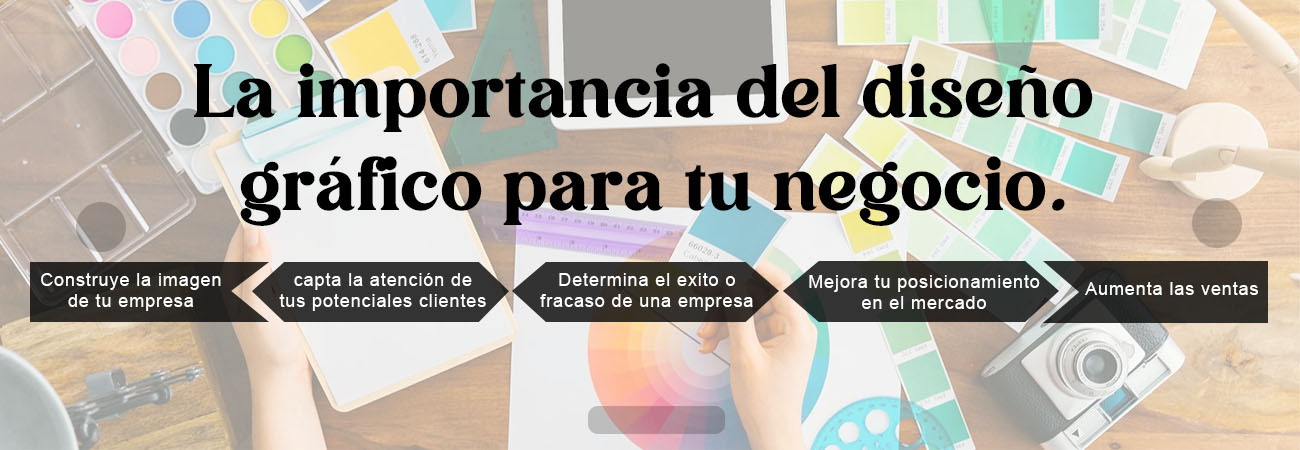 La importancia del diseño
gráfico para tu negocio.
Construye la imagen
de tu empresa
capta la atención de
tus potenciales clientes
Determina el exito o
fracaso de una empresa
Mejora tu posicionamiento
en el mercado
Aumenta las ventas